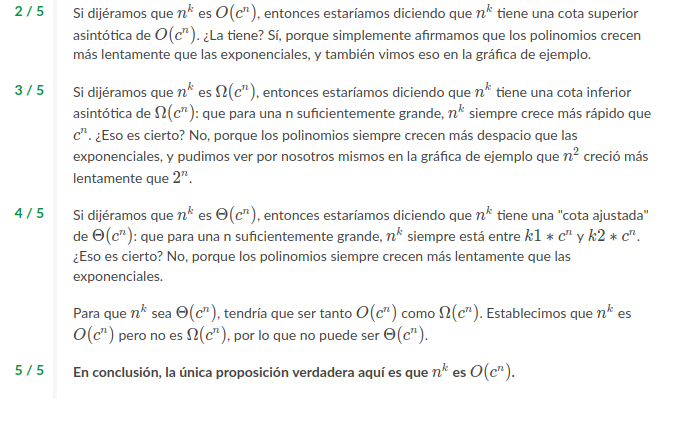 2 / 5 Si dijéramos que n^k es O(c^n), entonces estaríamos diciendo que n^k tiene una cota superior
asintótica de O(c^n). ¿La tiene? Sí, porque simplemente afirmamos que los polinomios crecen
más lentamente que las exponenciales, y también vimos eso en la gráfica de ejemplo.
3 / 5 Si dijéramos que n^k es Ω(c^n), entonces estaríamos diciendo que n^k tiene una cota inferior
asintótica de Ω(c^n): que para una n suficientemente grande, n^k siempre crece más rápido que
c^n. ¿Eso es cierto? No, porque los polinomios siempre crecen más despacio que las
exponenciales, y pudimos ver por nosotros mismos en la gráfica de ejemplo que n^2 creció más
lentamente que 2^n.
4 / 5 Si dijéramos que n^k es Θ(c^n), entonces estaríamos diciendo que n^k tiene una "cota ajustada"
de Θ(c^n): que para una n suficientemente grande, n^k siempre está entre k1 * c^n y k2 * c^n.
¿Eso es cierto? No, porque los polinomios siempre crecen más lentamente que las
exponenciales.
Para que n^k sea Θ(c^n), tendría que ser tanto O(c^n) como Ω(c^n). Establecimos que n^k es
O(c^n) pero no es Ω(c^n), por lo que no puede ser Θ(c^n).
5 / 5 En conclusión, la única proposición verdadera aquí es que n^k es O(c^n).